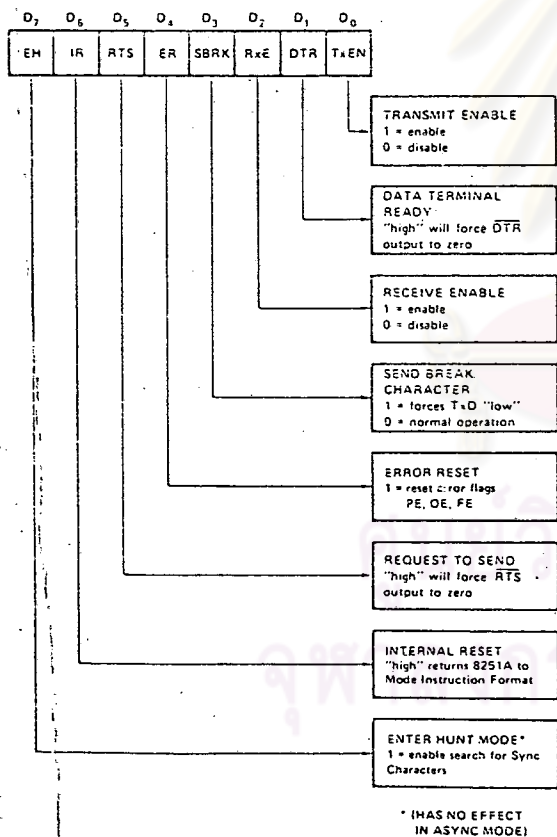 D7 D6 D5 D4 D3 D2 D1 D0
EH IR RTS ER SBRK RxE DTR TxEN
TRANSMIT ENABLE
1 = enable
0 = disable
DATA TERMINAL
READY
"high" will force DTR
output to zero
RECEIVE ENABLE
1 = enable
0 = disable
SEND BREAK
CHARACTER
1 = forces TxD "low"
0 = normal operation
ERROR RESET
1 = reset error flags
PE, OE, FE
REQUEST TO SEND
"high" will force RTS
output to zero
INTERNAL RESET
"high" returns 8251A to
Mode Instruction Format
ENTER HUNT MODE*
1 = enable search for Sync
Characters
* (HAS NO EFFECT
IN ASYNC MODE)